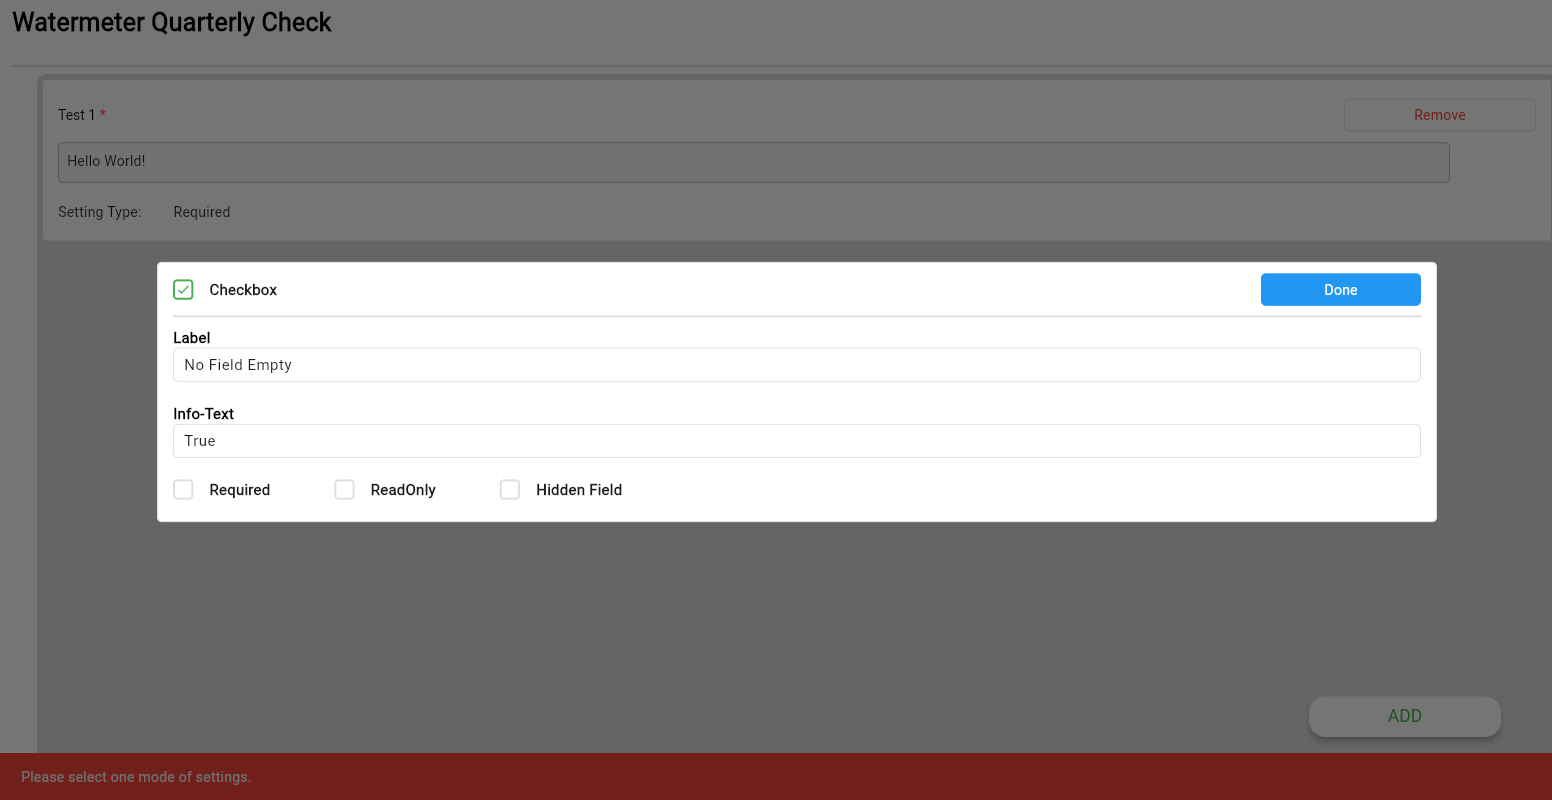 Watermeter Quarterly Check
Test 1 *
Remove
Hello World!
Setting Type: Required
Checkbox
Done
Label
No Field Empty
Info-Text
True
Required ReadOnly Hidden Field
ADD
Please select one mode of settings.